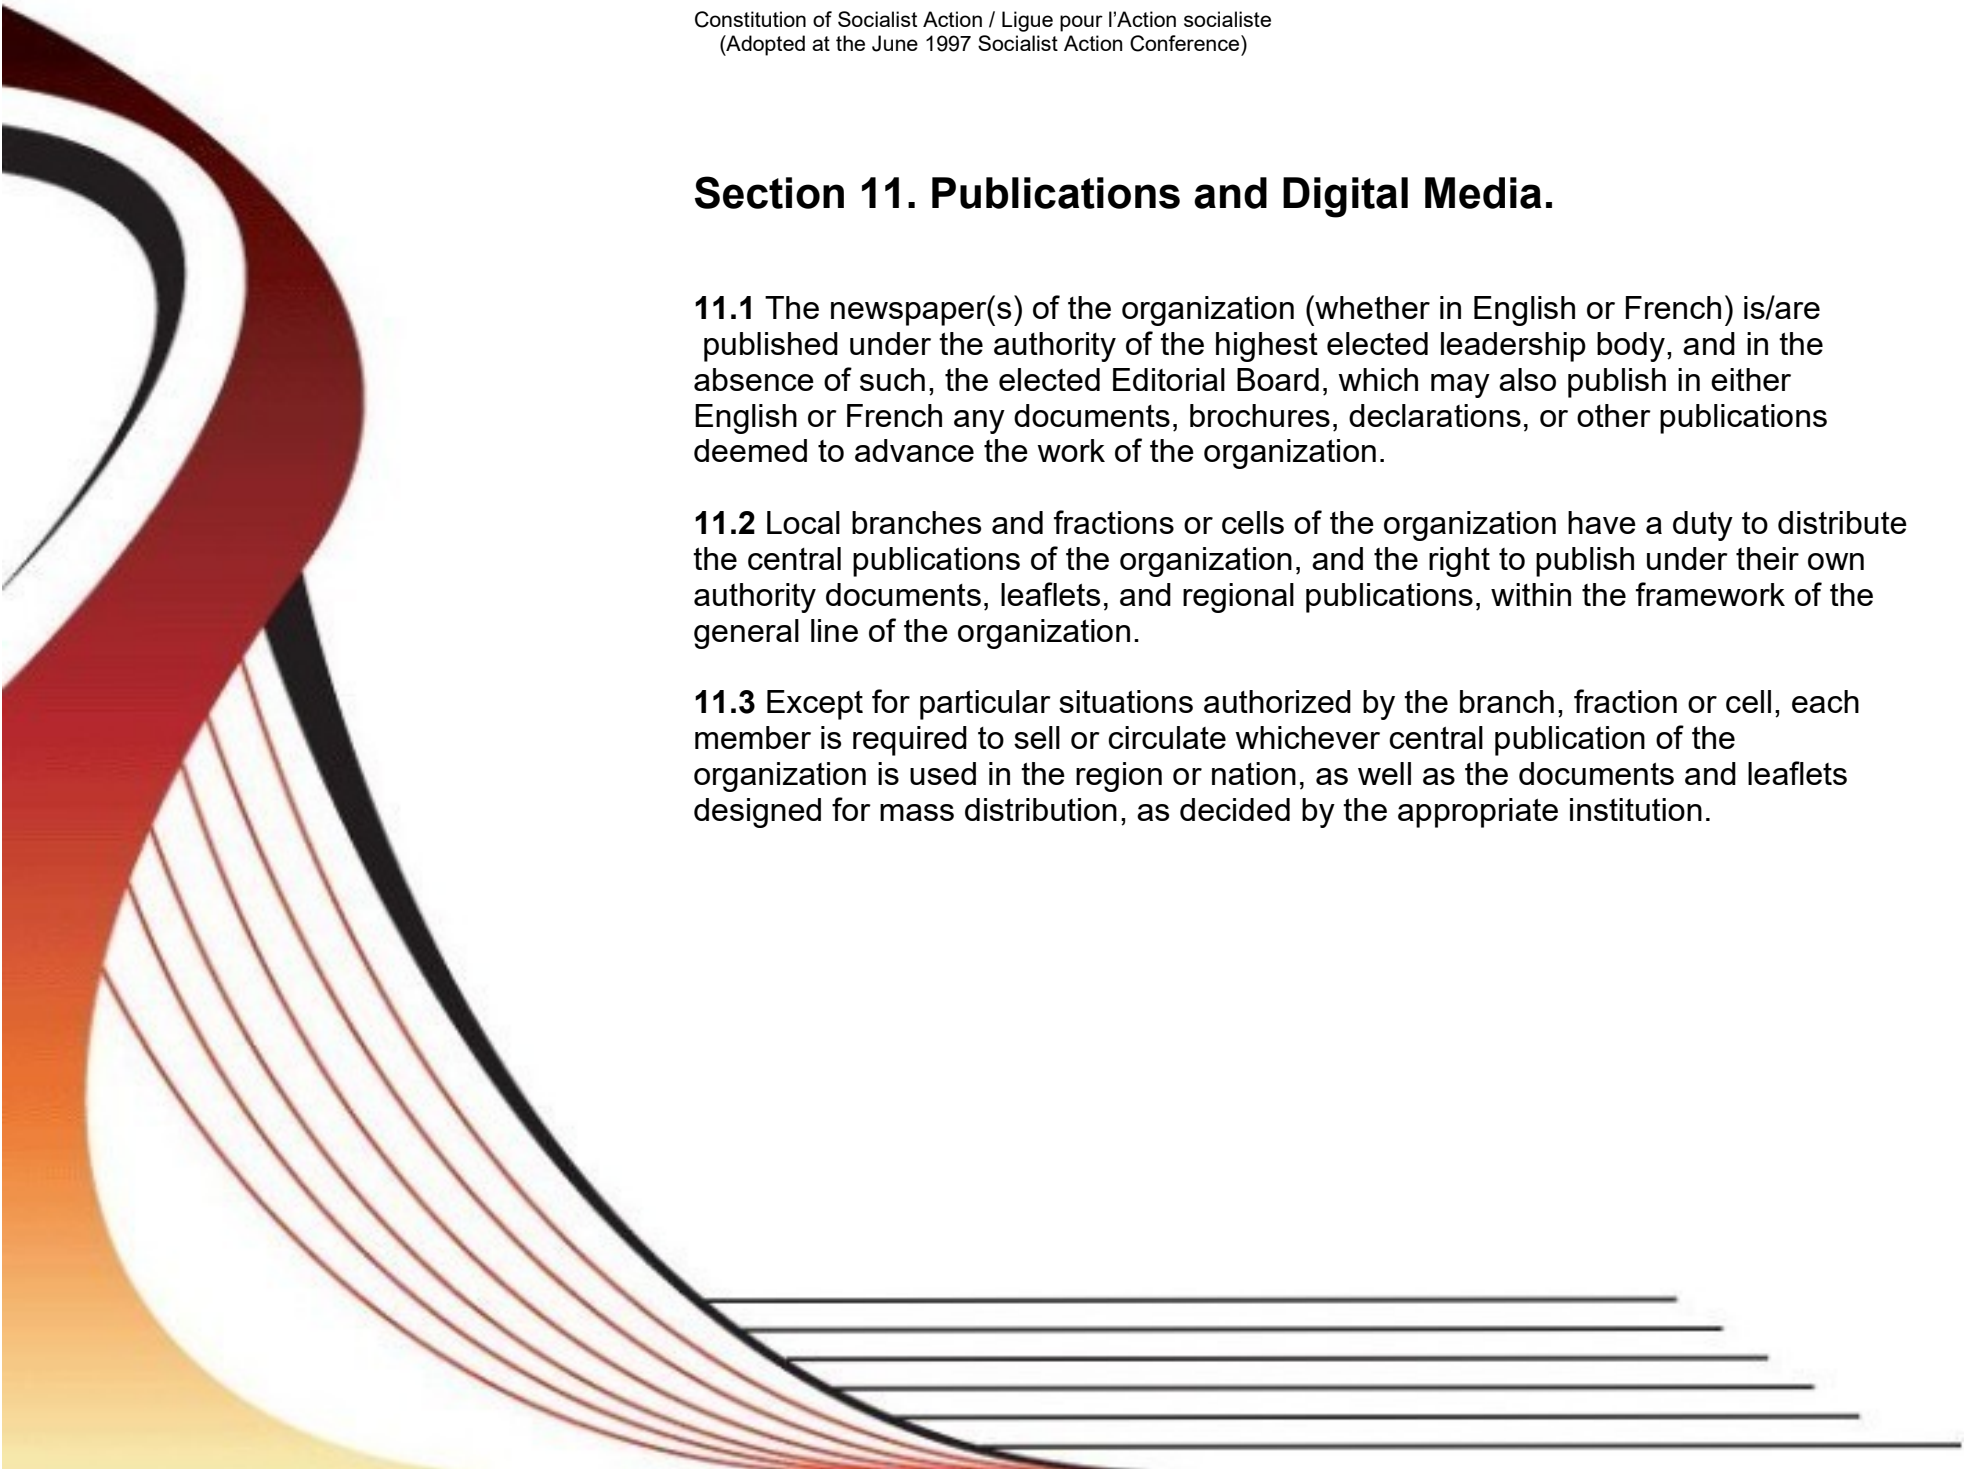 Constitution of Socialist Action / Ligue pour l’Action socialiste
(Adopted at the June 1997 Socialist Action Conference)
Section 11. Publications and Digital Media.
11.1 The newspaper(s) of the organization (whether in English or French) is/are
published under the authority of the highest elected leadership body, and in the
absence of such, the elected Editorial Board, which may also publish in either
English or French any documents, brochures, declarations, or other publications
deemed to advance the work of the organization.
11.2 Local branches and fractions or cells of the organization have a duty to distribute
the central publications of the organization, and the right to publish under their own
authority documents, leaflets, and regional publications, within the framework of the
general line of the organization.
11.3 Except for particular situations authorized by the branch, fraction or cell, each
member is required to sell or circulate whichever central publication of the
organization is used in the region or nation, as well as the documents and leaflets
designed for mass distribution, as decided by the appropriate institution.